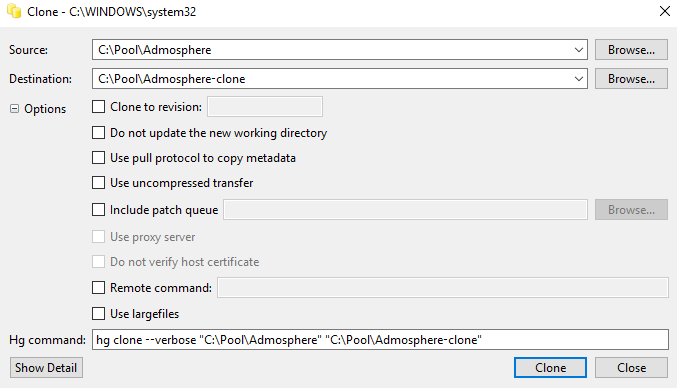 Clone - C:\WINDOWS\system32
Source: C:\Pool\Admosphere Browse...
Destination: C:\Pool\Admosphere-clone Browse...
Options Clone to revision:
Do not update the new working directory
Use pull protocol to copy metadata
Use uncompressed transfer
Include patch queue Browse...
Use proxy server
Do not verify host certificate
Remote command:
Use largefiles
Hg command: hg clone --verbose "C:\Pool\Admosphere" "C:\Pool\Admosphere-clone"
Show Detail Clone Close